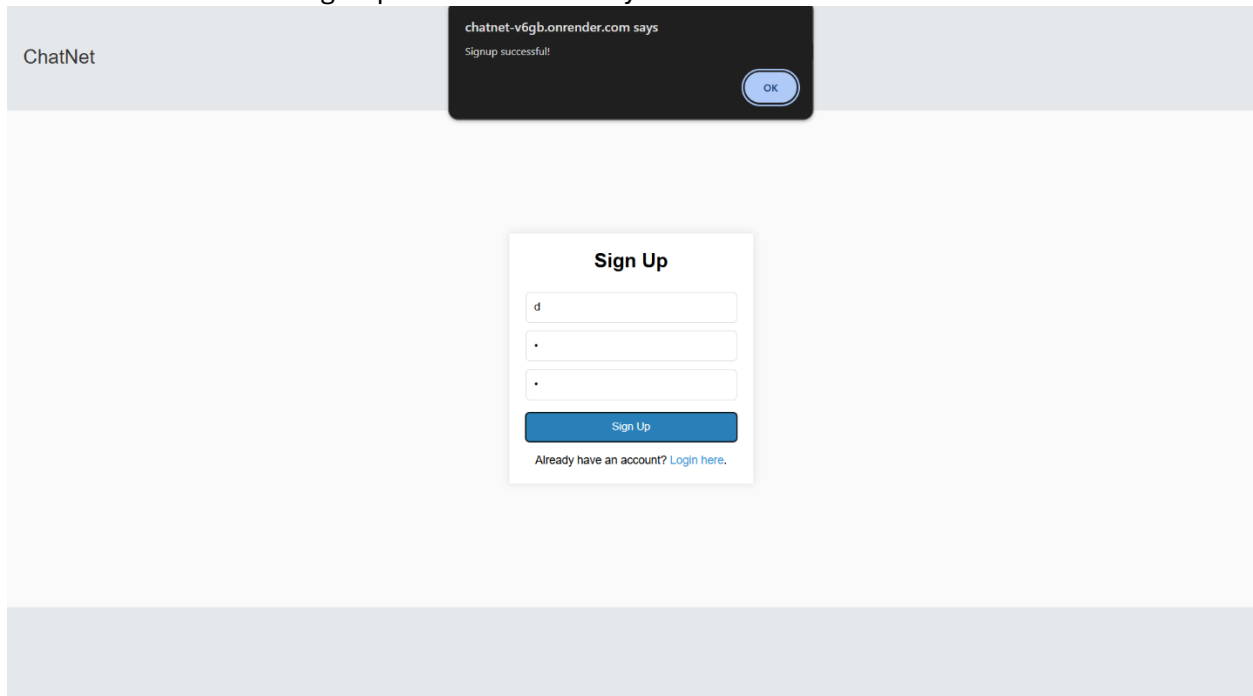 chatnet-v6gb.onrender.com says
Signup successful!
OK
ChatNet
Sign Up
d
•
•
Sign Up
Already have an account? Login here.